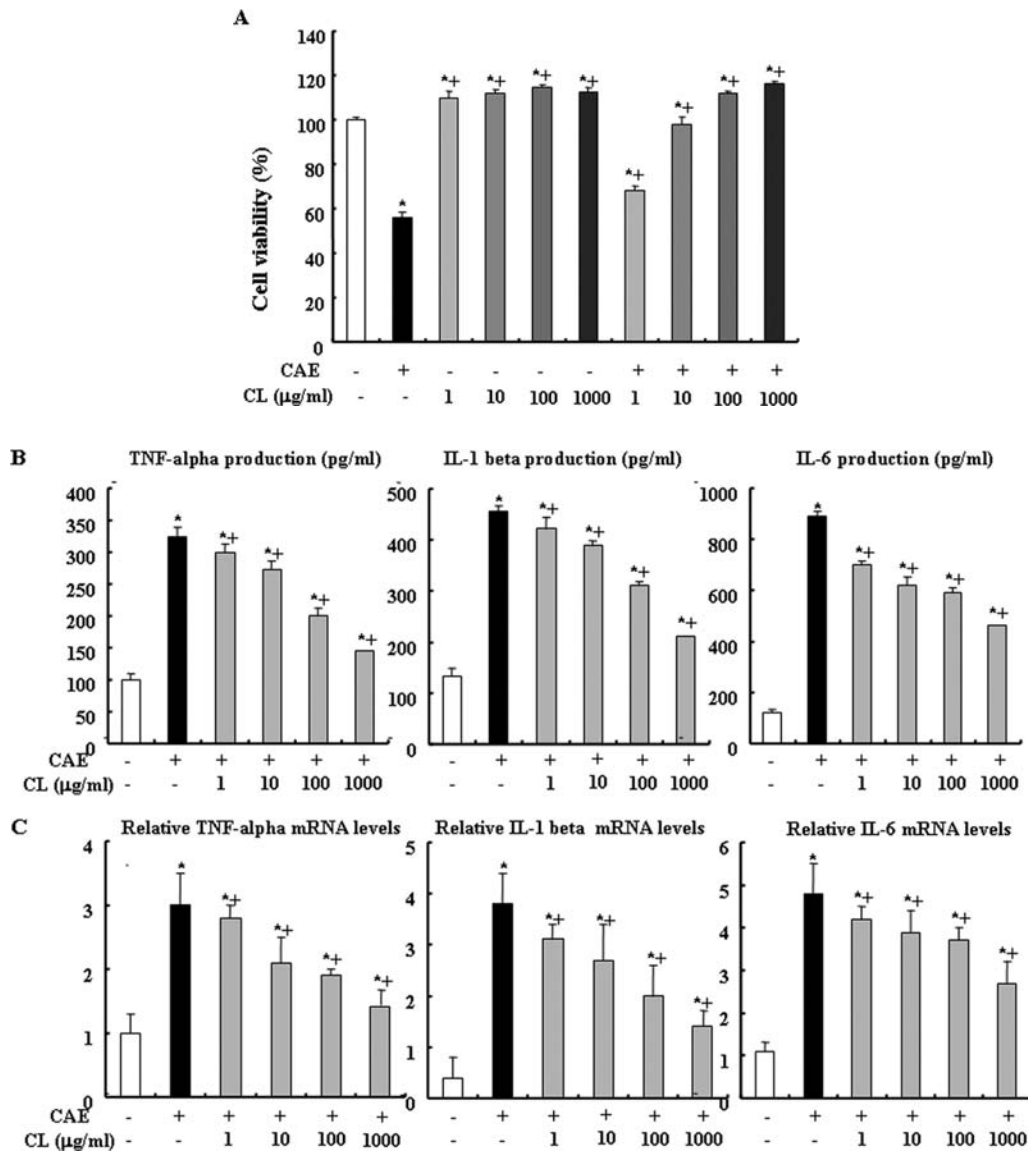 A
140
120
100
80
60
40
20
0
Cell viability (%)
* *+ *+ *+ *+ *+ *+ *+ *+
CAE - + - - - - + + + +
CL (µg/ml) - - 1 10 100 1000 1 10 100 1000
B
TNF-alpha production (pg/ml)
400
350
300
250
200
150
100
50
0
* *+ *+ *+ *+
IL-1 beta production (pg/ml)
500
400
300
200
100
0
* *+ *+ *+ *+
IL-6 production (pg/ml)
1000
800
600
400
200
0
* *+ *+ *+ *+
CAE - + + + + + - + + + + + - + + + + +
CL (µg/ml) - - 1 10 100 1000 - - 1 10 100 1000 - - 1 10 100 1000
C
Relative TNF-alpha mRNA levels
4
3
2
1
0
* *+ *+ *+ *+
Relative IL-1 beta mRNA levels
5
4
3
2
1
0
* *+ *+ *+ *+
Relative IL-6 mRNA levels
6
5
4
3
2
1
0
* *+ *+ *+ *+
CAE - + + + + + - + + + + + - + + + + +
CL (µg/ml) - - 1 10 100 1000 - - 1 10 100 1000 - - 1 10 100 1000